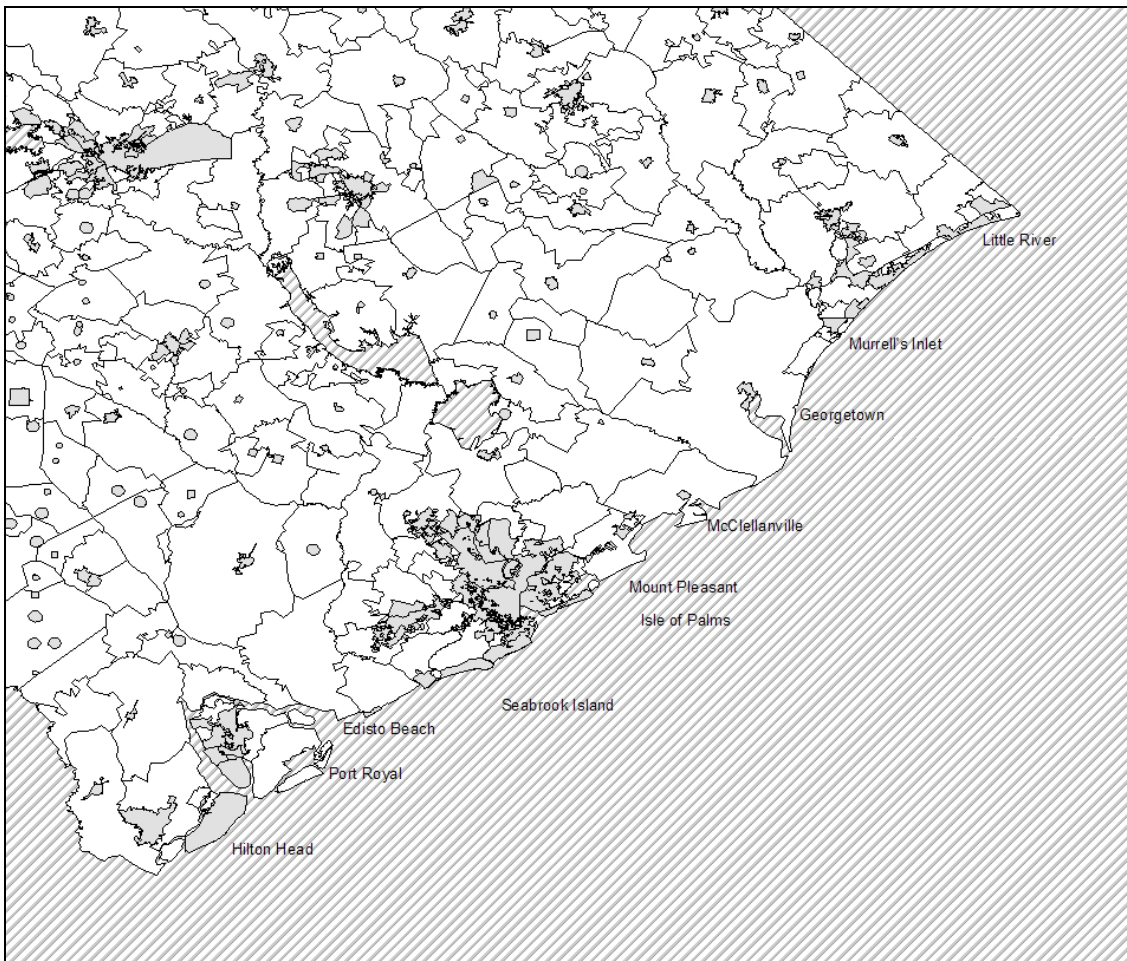 Little River
Murrell's Inlet
Georgetown
McClellanville
Mount Pleasant
Isle of Palms
Seabrook Island
Edisto Beach
Port Royal
Hilton Head